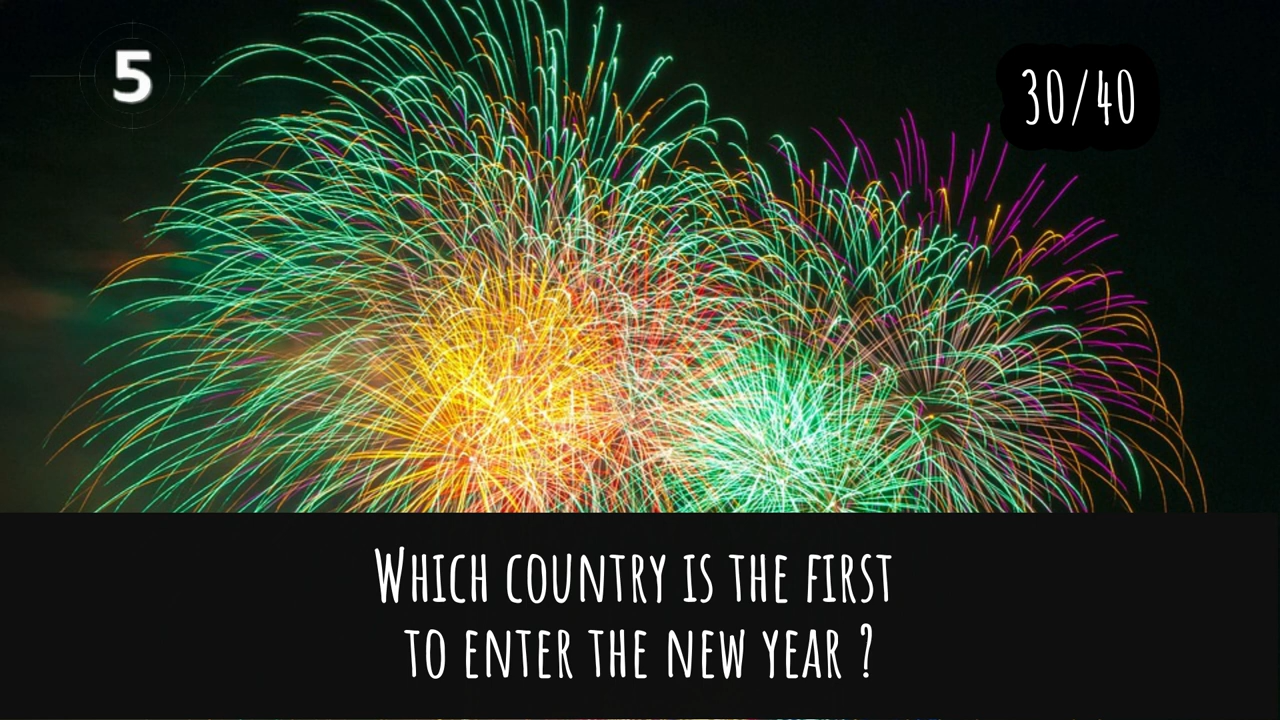 5
30/40
Which country is the first
to enter the new year ?